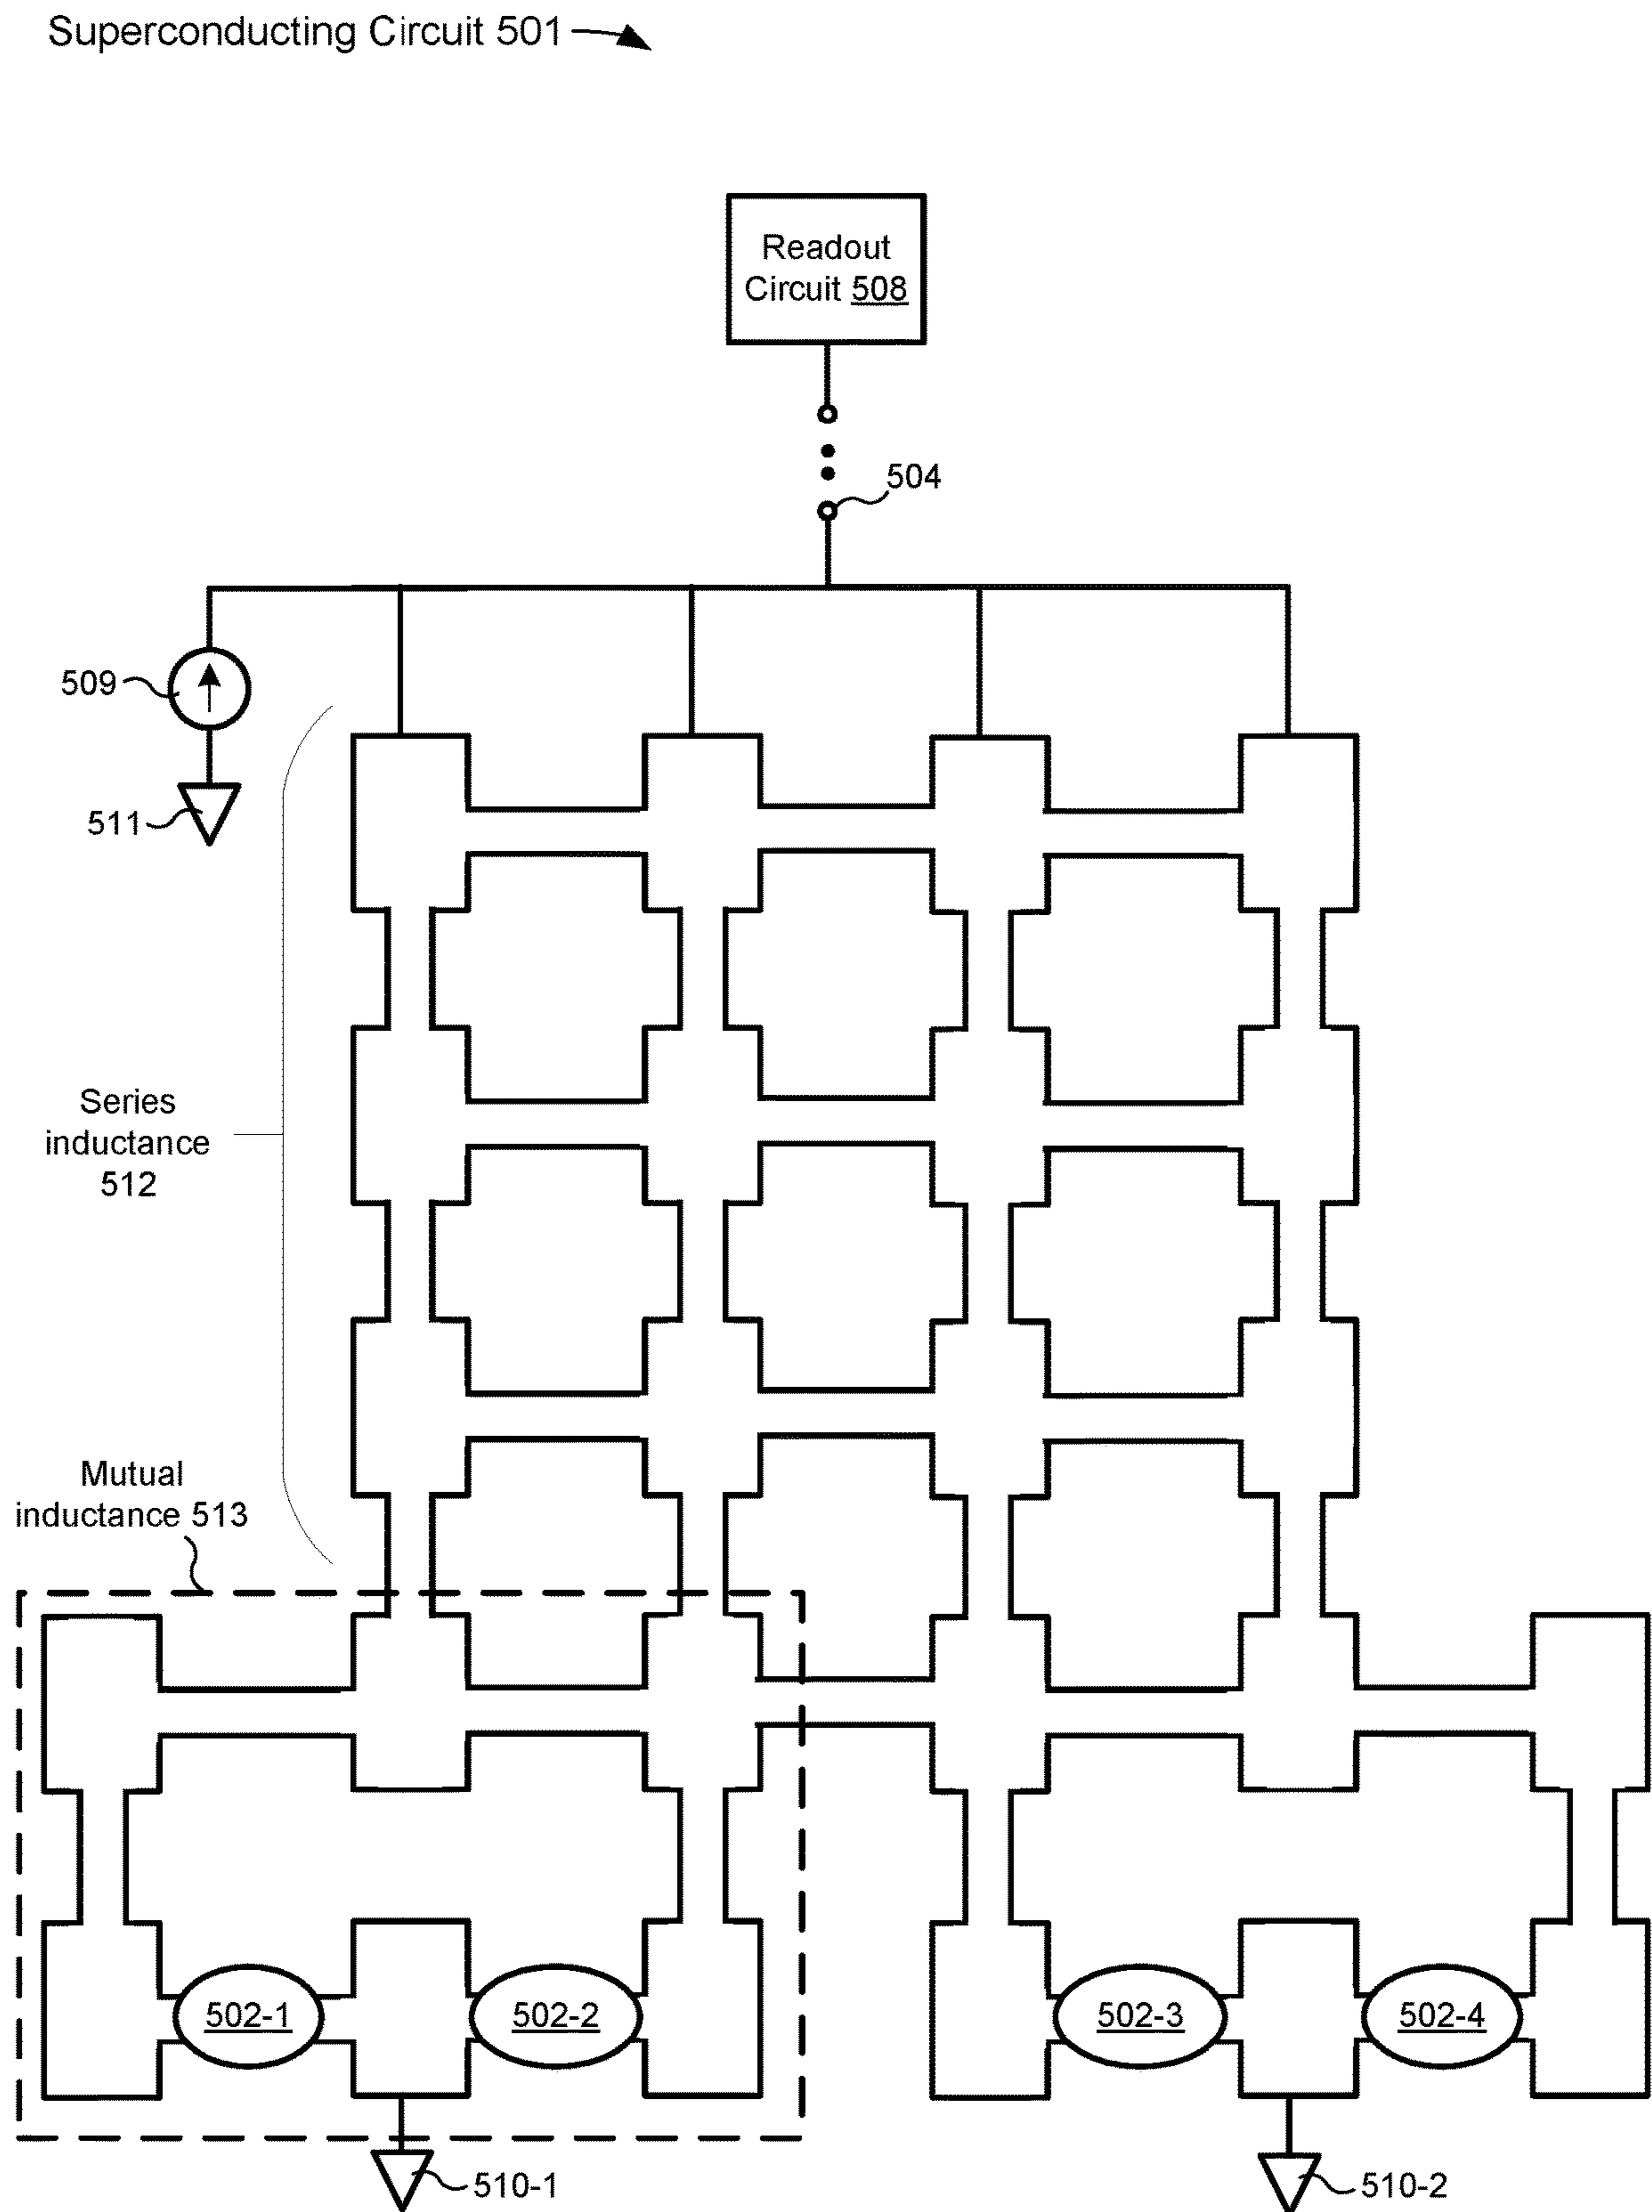 Superconducting Circuit 501
Readout
Circuit 508
504
509
511
Series
inductance
512
Mutual
inductance 513
502-1
502-2
502-3
502-4
510-1
510-2